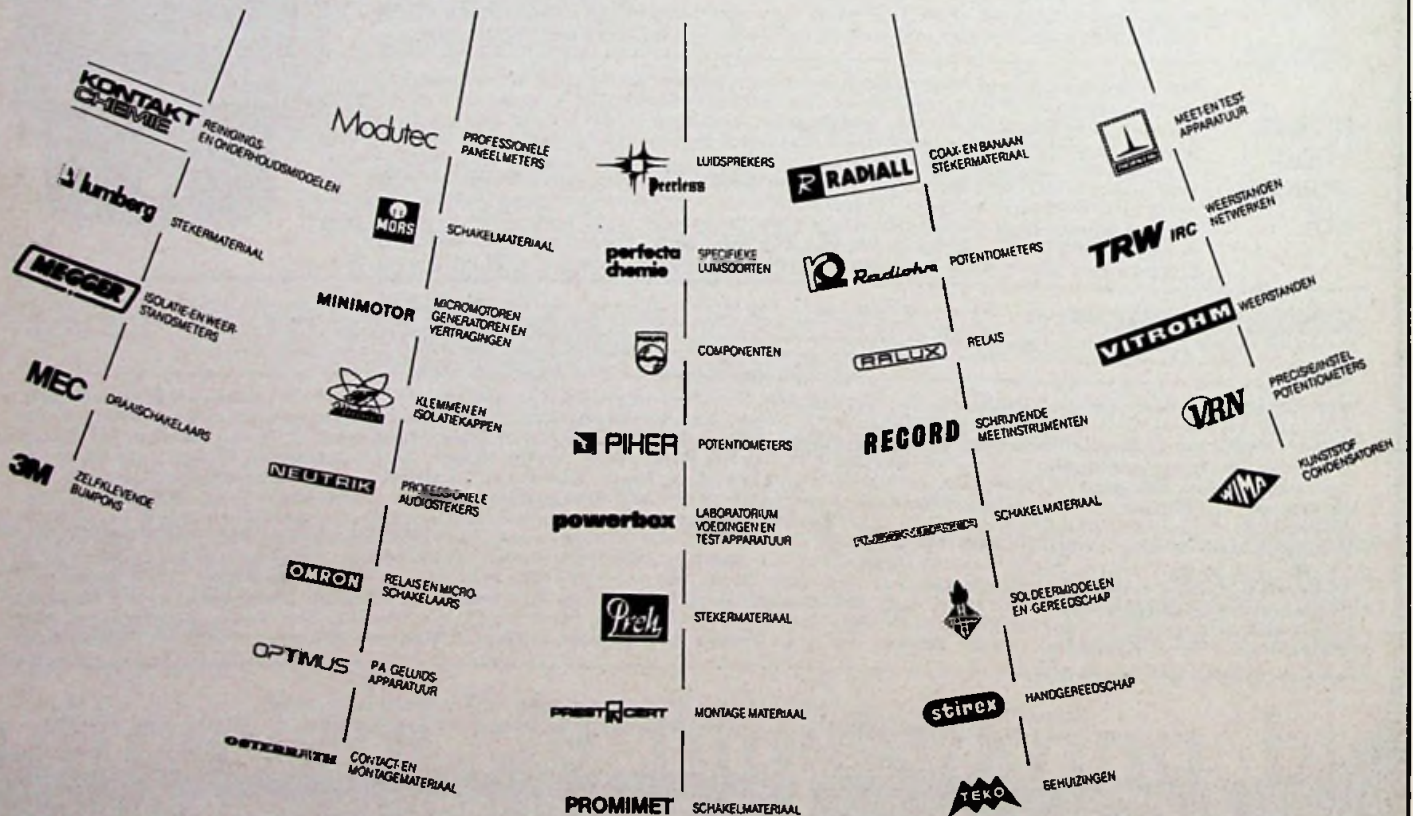 KONTAKT
CHEMIE
REINIGINGS-
EN ONDERHOUDSMIDDELEN
lumberg
STEKERMATERIAAL
MEGGER
ISOLATIE-EN WEER-
STANDSMETERS
MEC
DRAAISCHAKELAARS
3M
ZELFKLEVENDE
BUMPONS
Modutec
PROFESSIONELE
PANEELMETERS
MORS
SCHAKELMATERIAAL
MINIMOTOR
MICROMOTOREN
GENERATOREN EN
VERTRAGINGEN
KLEMMEN EN
ISOLATIEKAPPEN
NEUTRIK
PROFESSIONELE
AUDIOSTEKERS
OMRON
RELAIS EN MICRO-
SCHAKELAARS
OPTIMUS
PA GELUIDS-
APPARATUUR
OSTERRATH
CONTACT-EN
MONTAGEMATERIAAL
Peerless
LUIDSPREKERS
perfecta
chemie
SPECIFIEKE
LIJMSOORTEN
COMPONENTEN
PIHER
POTENTIOMETERS
powerbox
LABORATORIUM
VOEDINGEN EN
TEST APPARATUUR
Preh
STEKERMATERIAAL
PRESTINCERT
MONTAGE MATERIAAL
PROMIMET
SCHAKELMATERIAAL
R RADIALL
COAX- EN BANAAN
STEKERMATERIAAL
Radiohm
POTENTIOMETERS
RALUX
RELAIS
RECORD
SCHRIJVENDE
MEETINSTRUMENTEN
SCHAKELMATERIAAL
SOLDEERMIDDELEN
EN -GEREEDSCHAP
stirex
HANDGEREEDSCHAP
TEKO
BEHUIZINGEN
MEET-EN TEST-
APPARATUUR
TRW IRC
WEERSTANDEN
NETWERKEN
VITROHM
WEERSTANDEN
VRN
PRECISIE/INSTEL
POTENTIOMETERS
WIMA
KUNSTSTOF
CONDENSATOREN